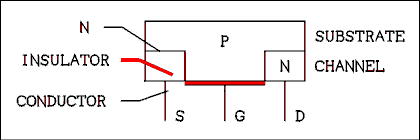 N
P
SUBSTRATE
INSULATOR
N
CHANNEL
CONDUCTOR
S G D